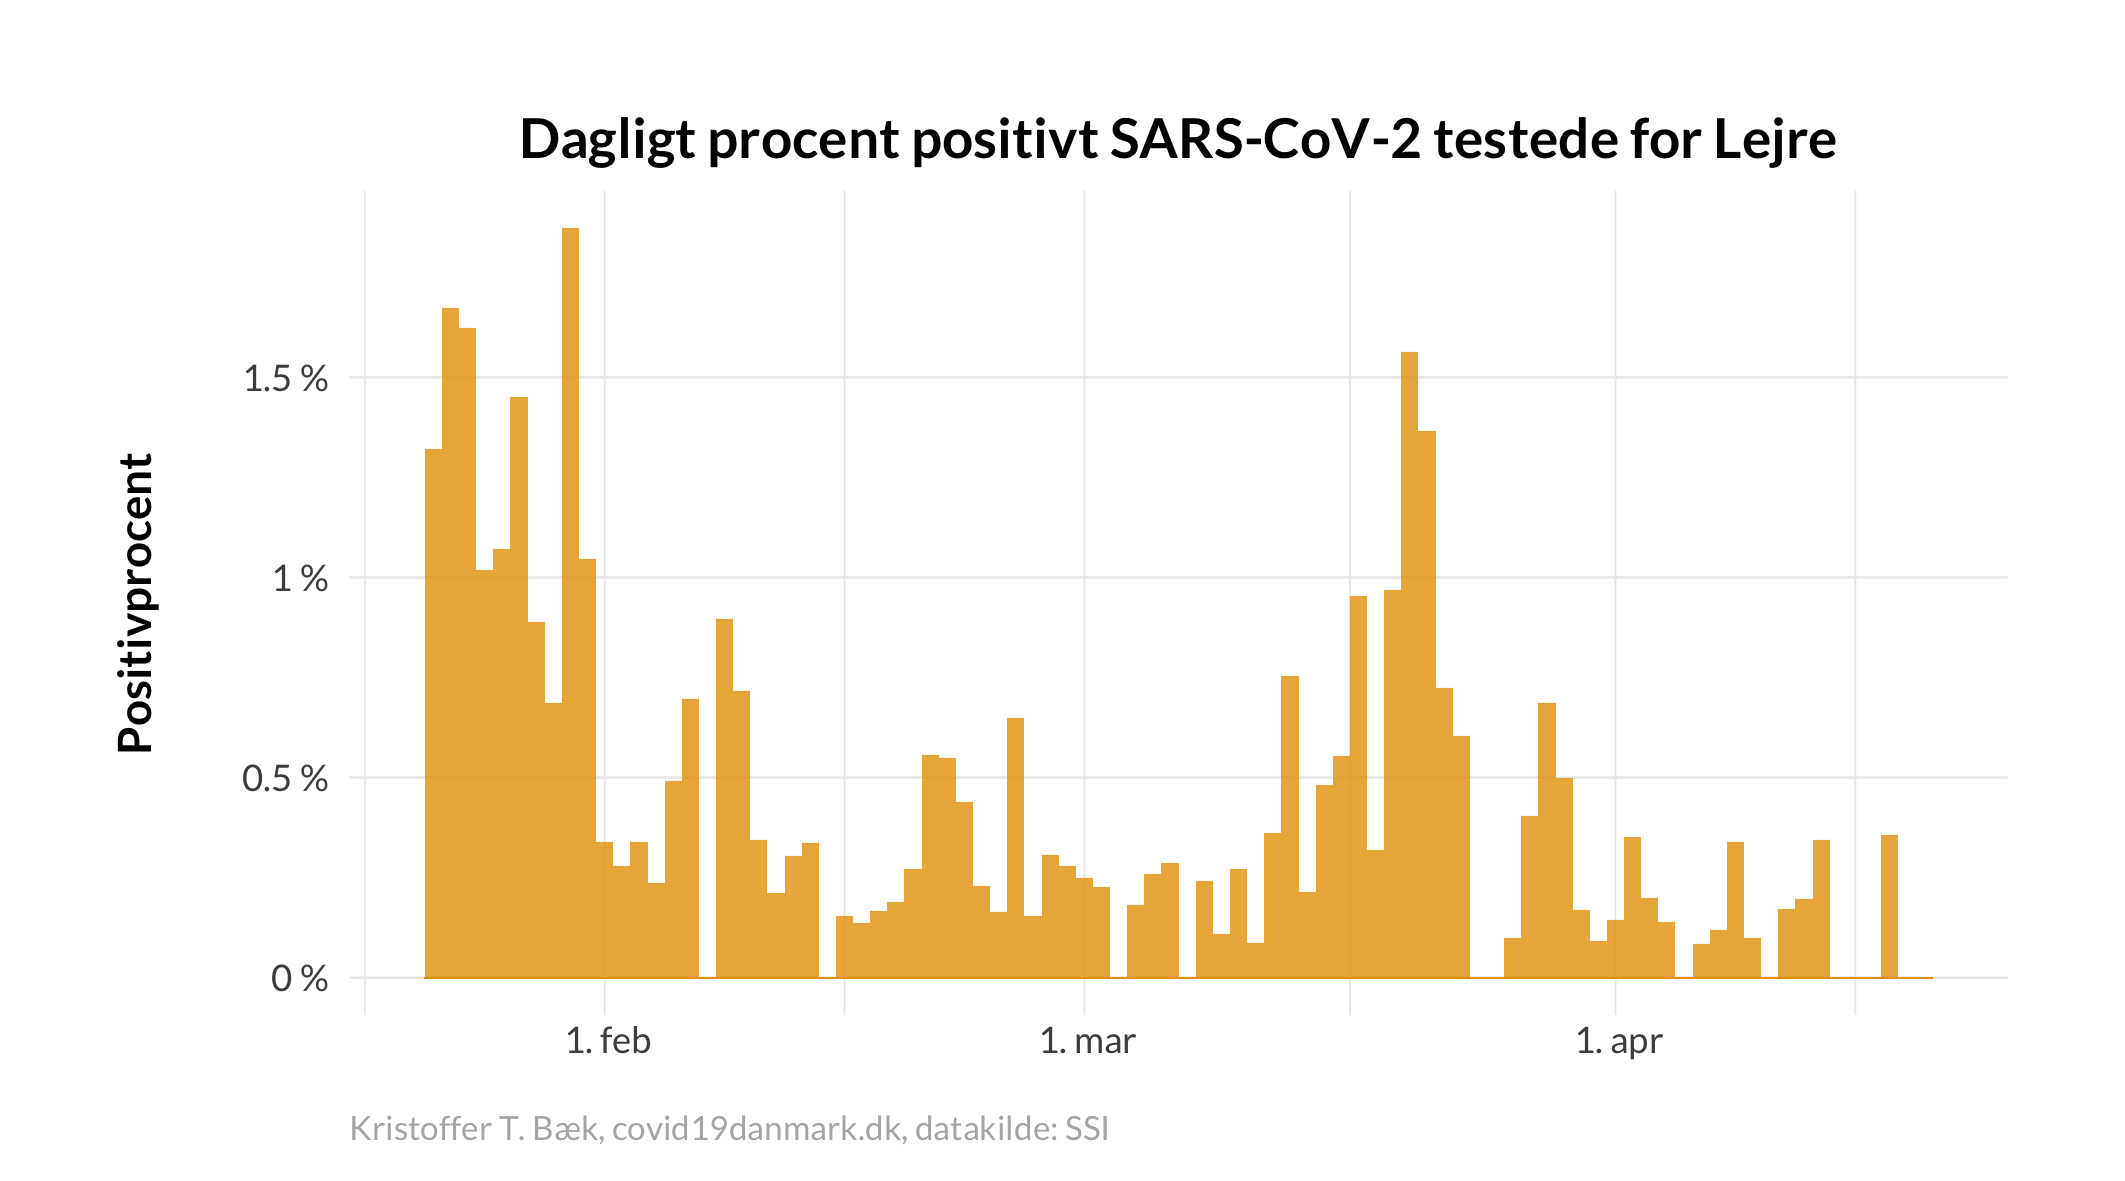 Dagligt procent positivt SARS-CoV-2 testede for Lejre
Positivprocent
1.5 %
1 %
0.5 %
0 %
1. feb
1. mar
1. apr
Kristoffer T. Bæk, covid19danmark.dk, datakilde: SSI